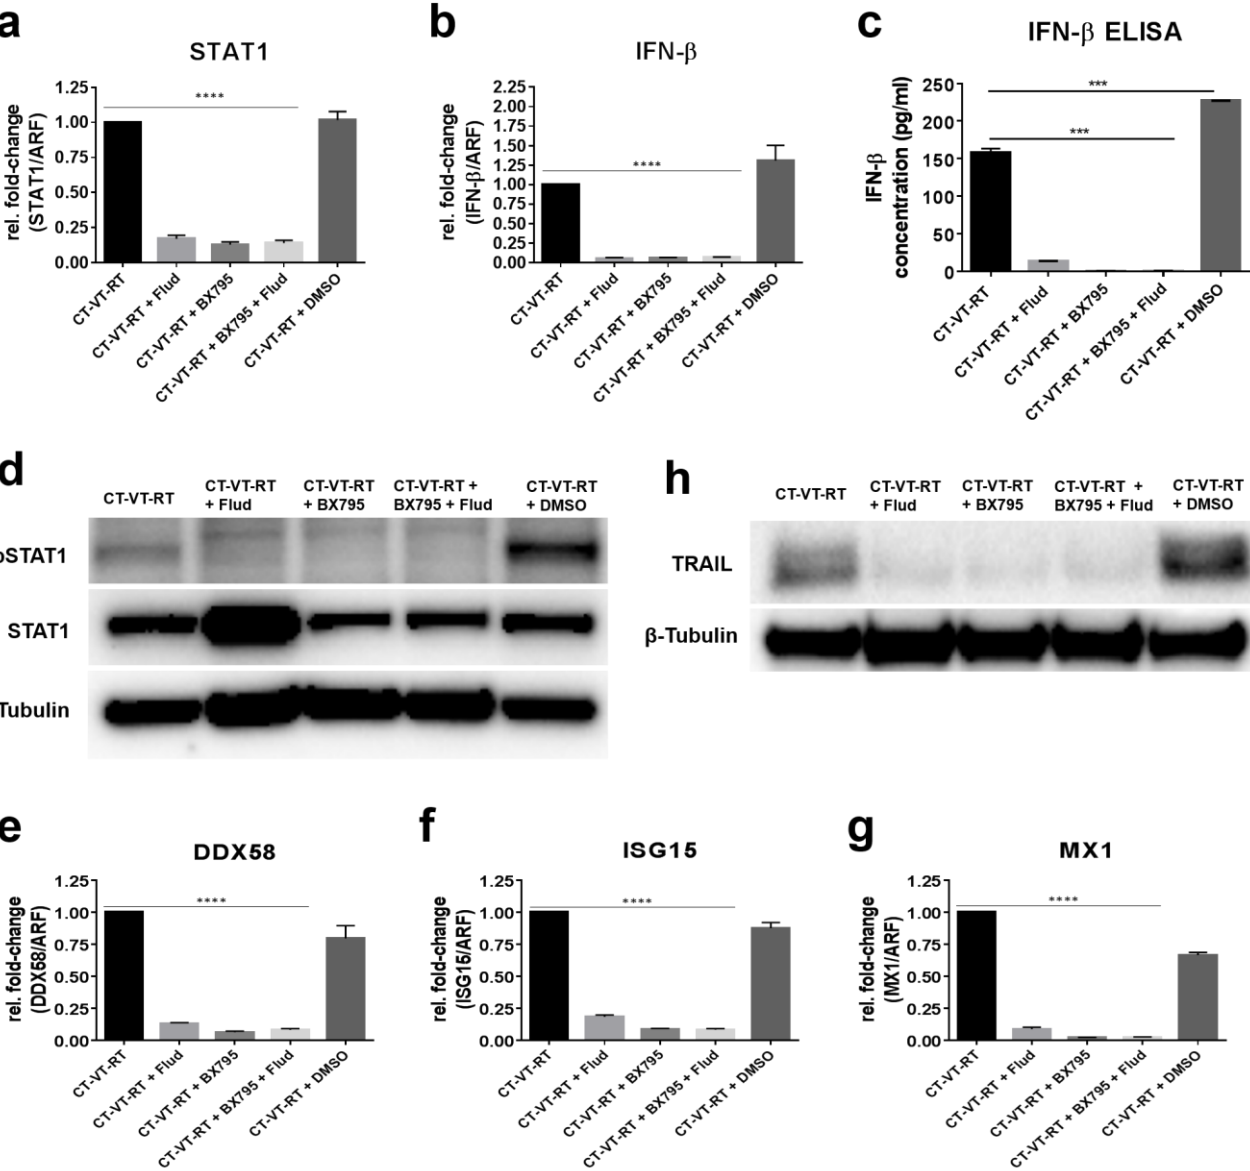 a
STAT1
rel. fold-change
(STAT1/ARF)
1.25
1.00
0.75
0.50
0.25
0.00
****
CT-VT-RT
CT-VT-RT + Flud
CT-VT-RT + BX795
CT-VT-RT + BX795 + Flud
CT-VT-RT + DMSO
b
IFN-β
rel. fold-change
(IFN-β/ARF)
2.25
2.00
1.75
1.50
1.25
1.00
0.75
0.50
0.25
0.00
****
CT-VT-RT
CT-VT-RT + Flud
CT-VT-RT + BX795
CT-VT-RT + BX795 + Flud
CT-VT-RT + DMSO
c
IFN-β ELISA
IFN-β
concentration (pg/ml)
250
200
150
100
50
0
***
***
CT-VT-RT
CT-VT-RT + Flud
CT-VT-RT + BX795
CT-VT-RT + BX795 + Flud
CT-VT-RT + DMSO
d
CT-VT-RT
CT-VT-RT
+ Flud
CT-VT-RT
+ BX795
CT-VT-RT +
BX795 + Flud
CT-VT-RT
+ DMSO
pSTAT1
STAT1
Tubulin
h
CT-VT-RT
CT-VT-RT
+ Flud
CT-VT-RT
+ BX795
CT-VT-RT +
BX795 + Flud
CT-VT-RT
+ DMSO
TRAIL
β-Tubulin
e
DDX58
rel. fold-change
(DDX58/ARF)
1.25
1.00
0.75
0.50
0.25
0.00
****
CT-VT-RT
CT-VT-RT + Flud
CT-VT-RT + BX795
CT-VT-RT + BX795 + Flud
CT-VT-RT + DMSO
f
ISG15
rel. fold-change
(ISG15/ARF)
1.25
1.00
0.75
0.50
0.25
0.00
****
CT-VT-RT
CT-VT-RT + Flud
CT-VT-RT + BX795
CT-VT-RT + BX795 + Flud
CT-VT-RT + DMSO
g
MX1
rel. fold-change
(MX1/ARF)
1.25
1.00
0.75
0.50
0.25
0.00
****
CT-VT-RT
CT-VT-RT + Flud
CT-VT-RT + BX795
CT-VT-RT + BX795 + Flud
CT-VT-RT + DMSO